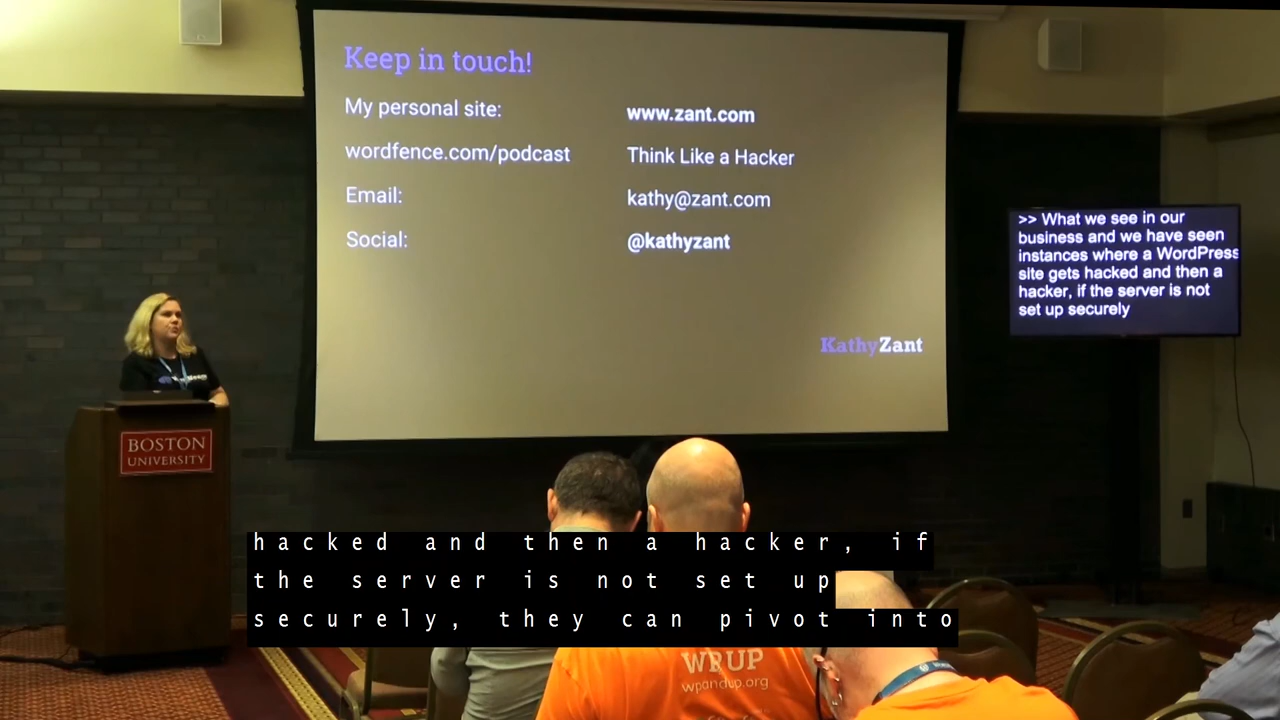 Keep in touch!
My personal site: www.zant.com
wordfence.com/podcast Think Like a Hacker
Email: kathy@zant.com
Social: @kathyzant
KathyZant
>> What we see in our
business and we have seen
instances where a WordPress
site gets hacked and then a
hacker, if the server is not
set up securely
BOSTON
UNIVERSITY
hacked and then a hacker, if
the server is not set up
securely, they can pivot into
WP UP
wpandup.org